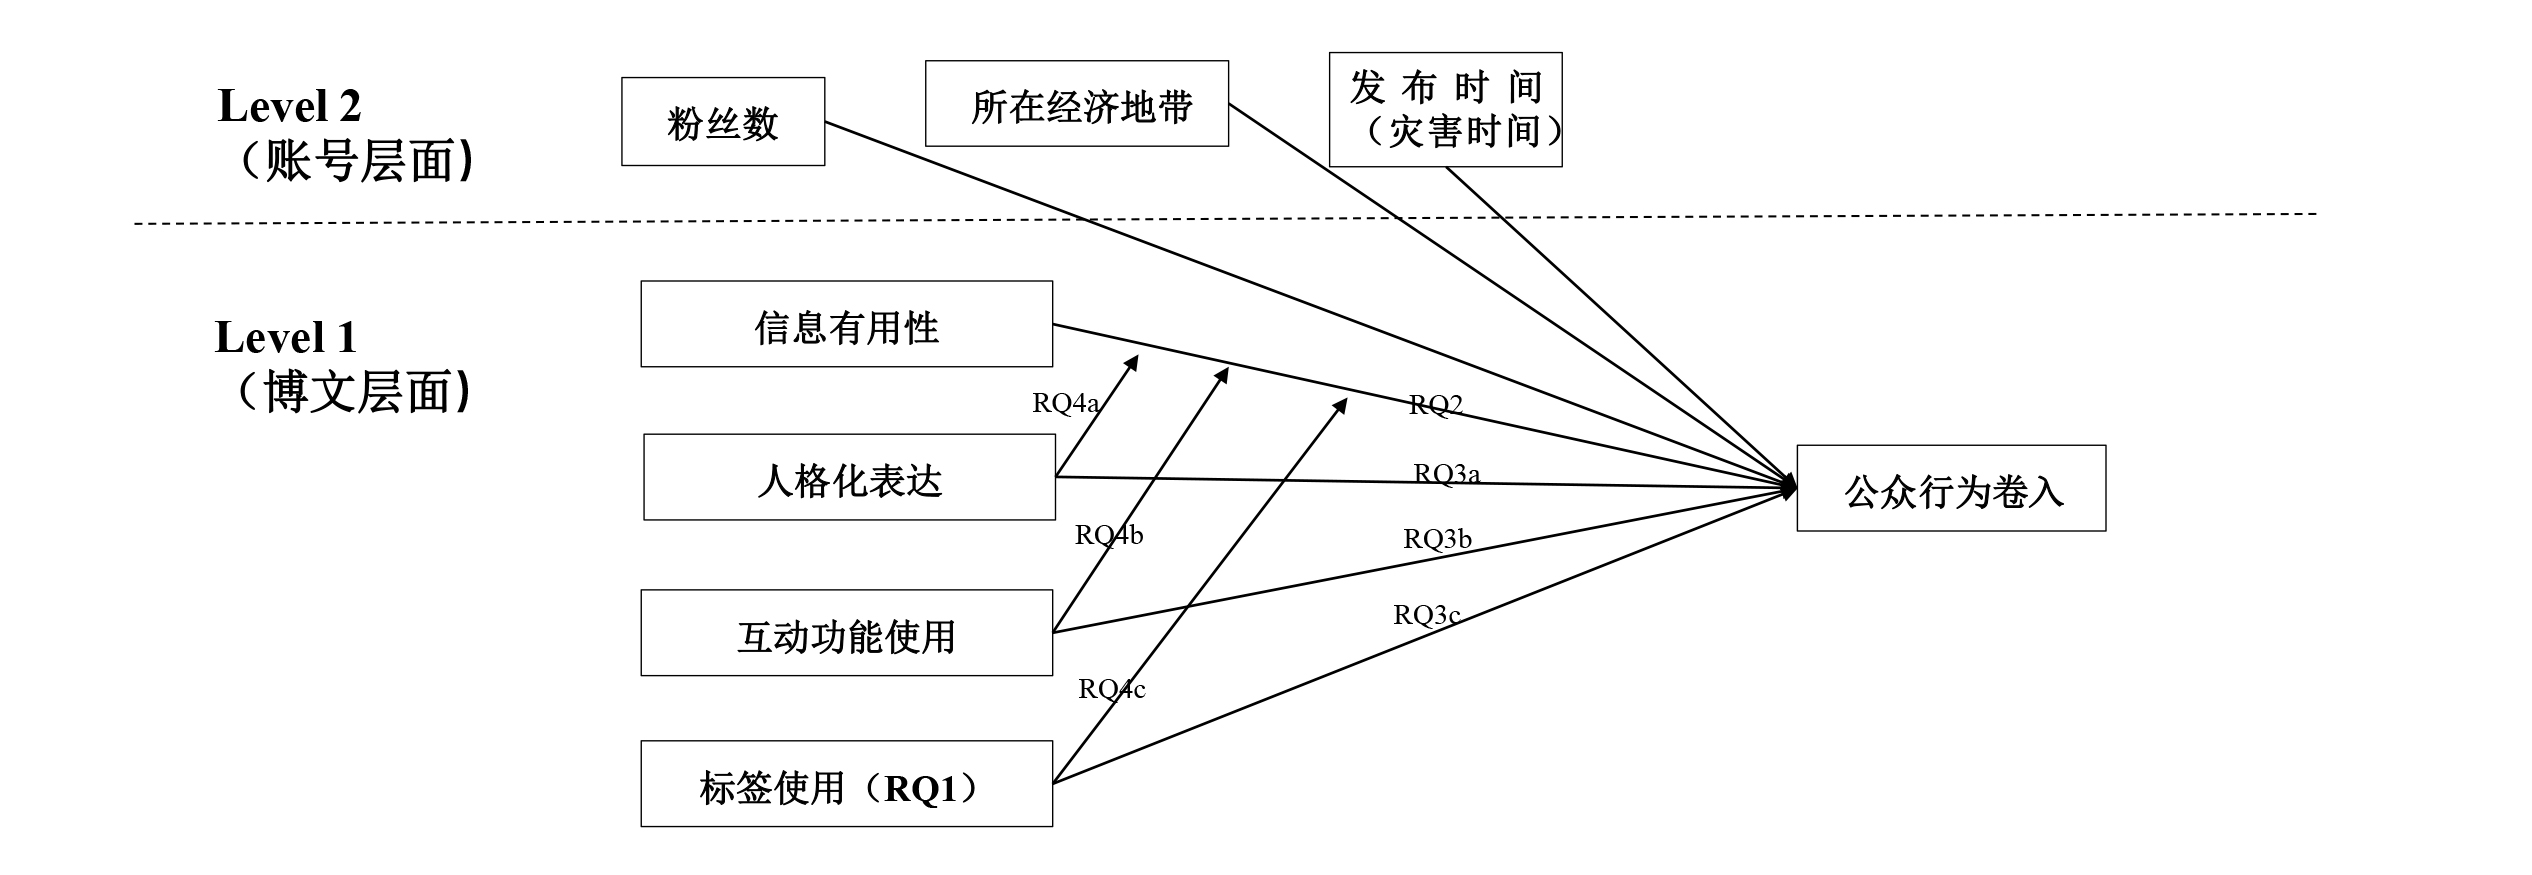 Level 2
（账号层面)
粉丝数
所在经济地带
发布时间
（灾害时间）
Level 1
（博文层面)
信息有用性
RQ4a
RQ2
人格化表达
RQ3a
公众行为卷入
RQ4b
RQ3b
互动功能使用
RQ3c
RQ4c
标签使用（RQ1）